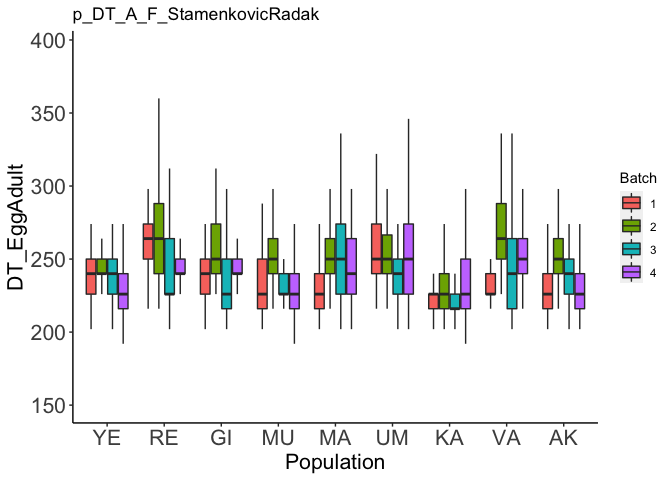 p_DT_A_F_StamenkovicRadak
400
350
300
250
200
150
DT_EggAdult
YE RE GI MU MA UM KA VA AK
Population
Batch
1
2
3
4